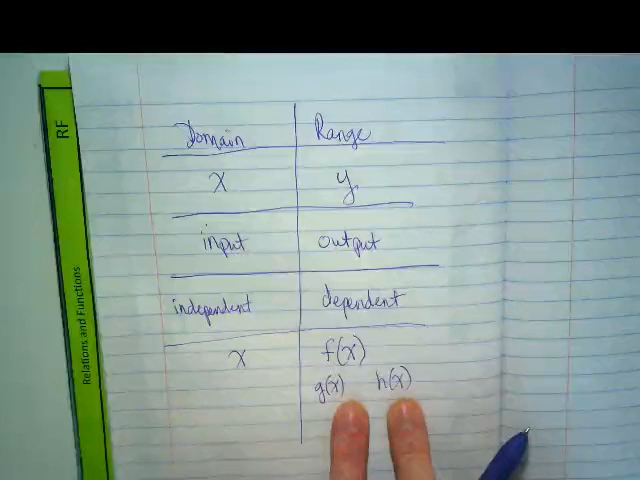 RF
Relations and Functions
Domain Range
x y
input output
independent dependent
x f(x)
g(x) h(x)